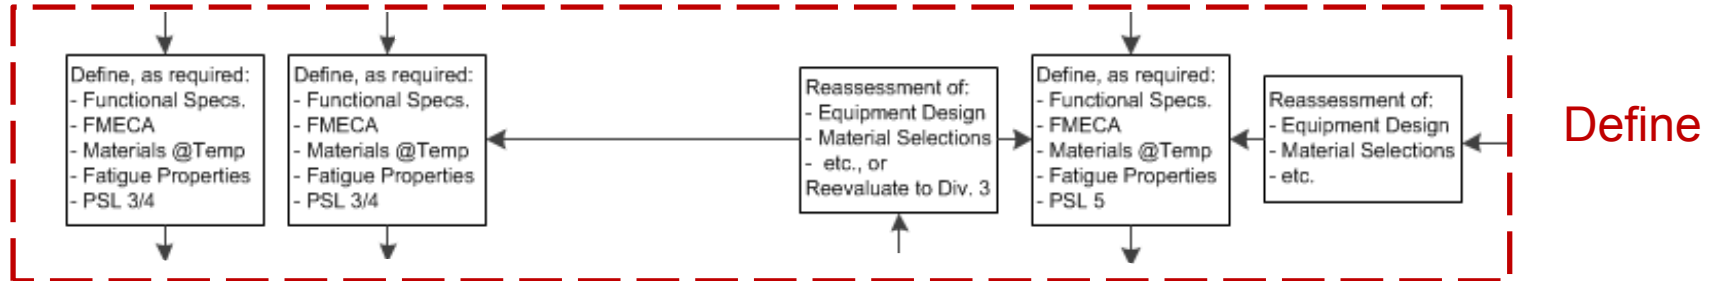 Define, as required:
- Functional Specs.
- FMECA
- Materials @Temp
- Fatigue Properties
- PSL 3/4
Define, as required:
- Functional Specs.
- FMECA
- Materials @Temp
- Fatigue Properties
- PSL 3/4
Reassessment of:
- Equipment Design
- Material Selections
- etc., or
Reevaluate to Div. 3
Define, as required:
- Functional Specs.
- FMECA
- Materials @Temp
- Fatigue Properties
- PSL 5
Reassessment of:
- Equipment Design
- Material Selections
- etc.
Define